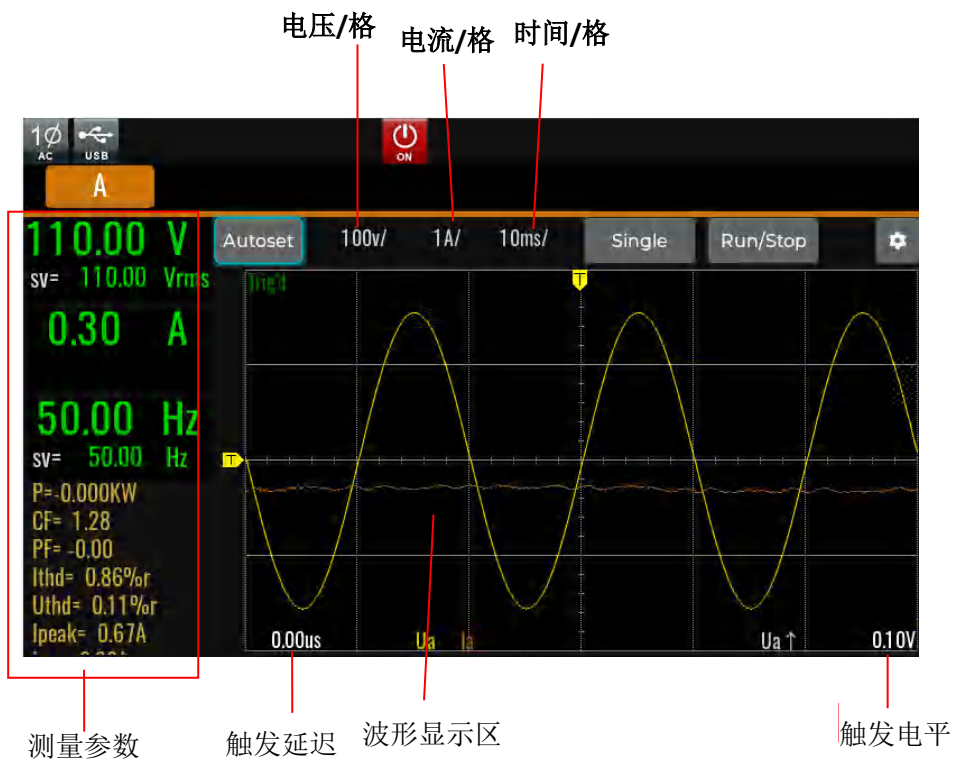 电压/格 电流/格 时间/格
1Ø AC USB ON
A
110.00 V
sv= 110.00 Vrms
0.30 A
50.00 Hz
sv= 50.00 Hz
P=-0.000KW
CF= 1.28
PF= -0.00
Ithd= 0.86%r
Uthd= 0.11%r
Ipeak= 0.67A
Autoset 100v/ 1A/ 10ms/ Single Run/Stop
Trig'd
T
T
0.00us Ua Ia Ua↑ 0.10V
测量参数 触发延迟 波形显示区 触发电平